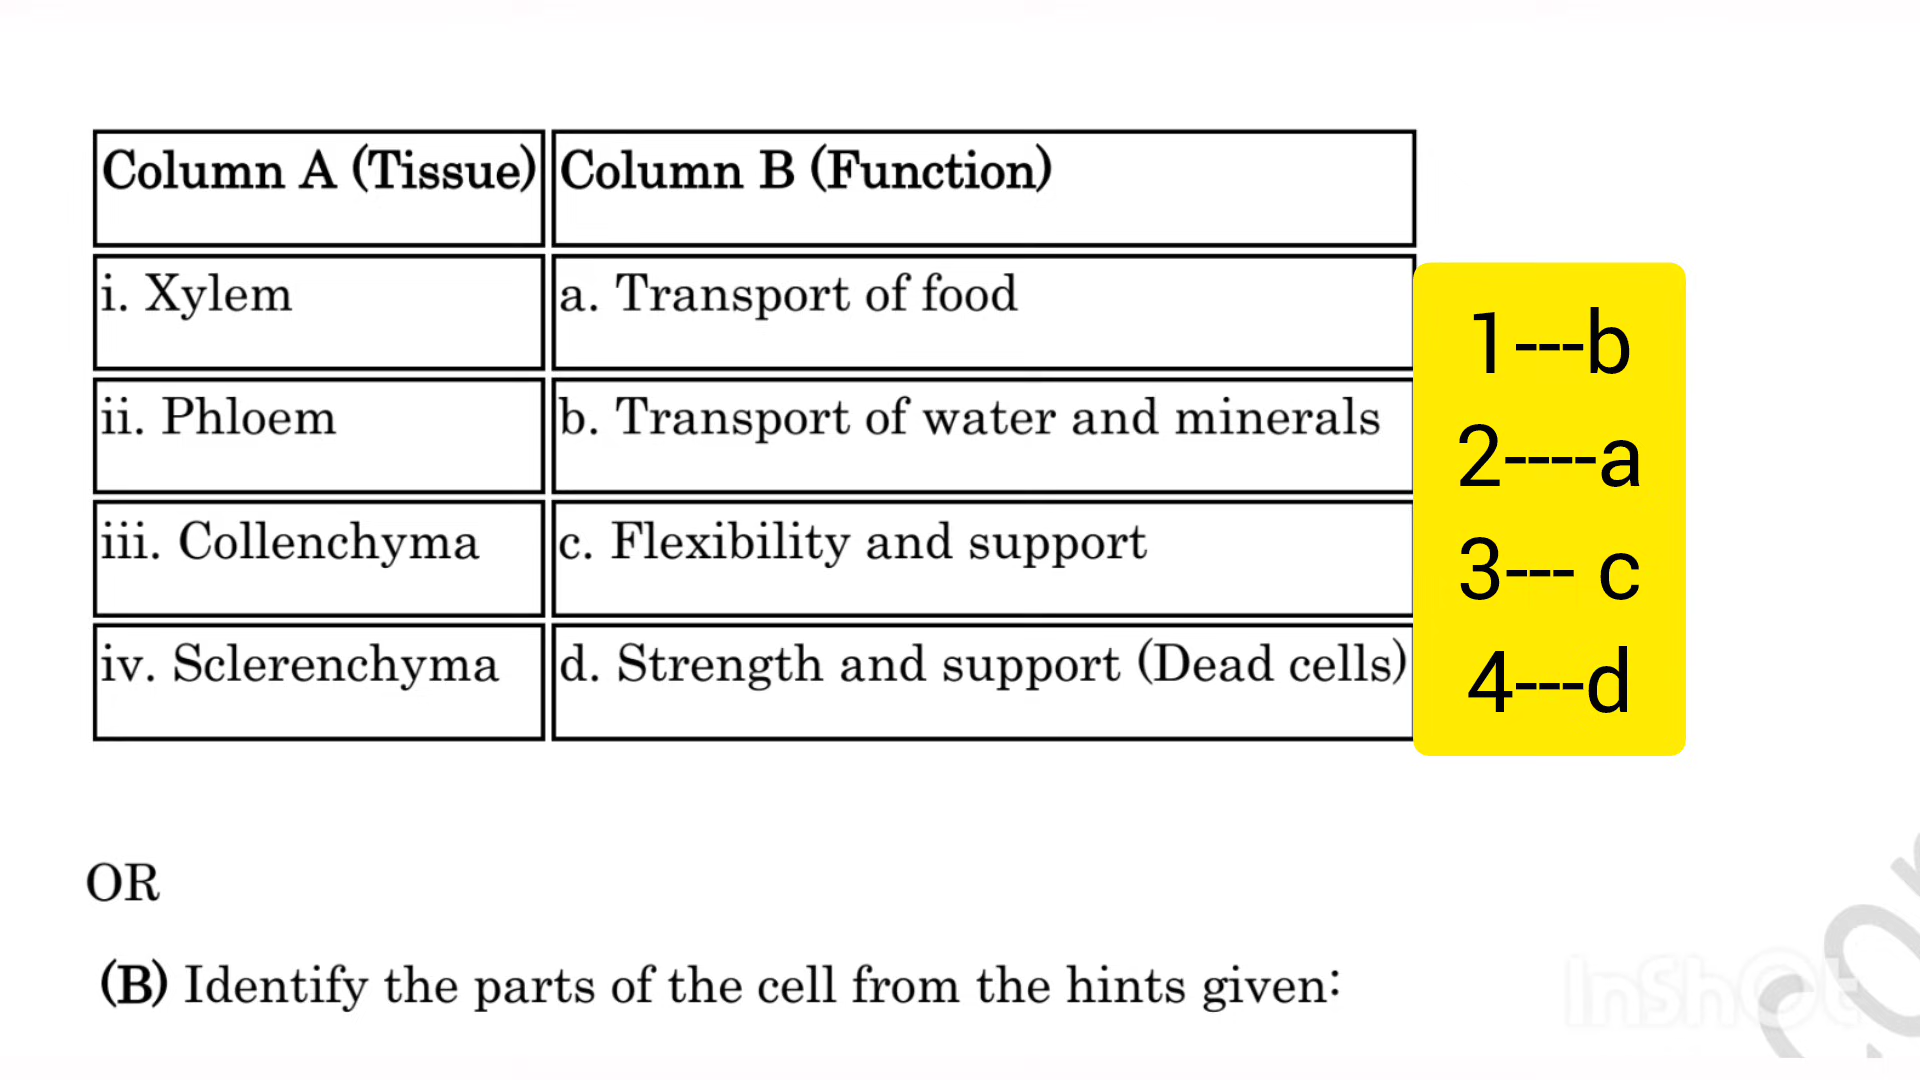 Column A (Tissue) Column B (Function)
i. Xylem a. Transport of food
ii. Phloem b. Transport of water and minerals
iii. Collenchyma c. Flexibility and support
iv. Sclerenchyma d. Strength and support (Dead cells)
1---b
2----a
3--- c
4---d
OR
(B) Identify the parts of the cell from the hints given:
InShOt